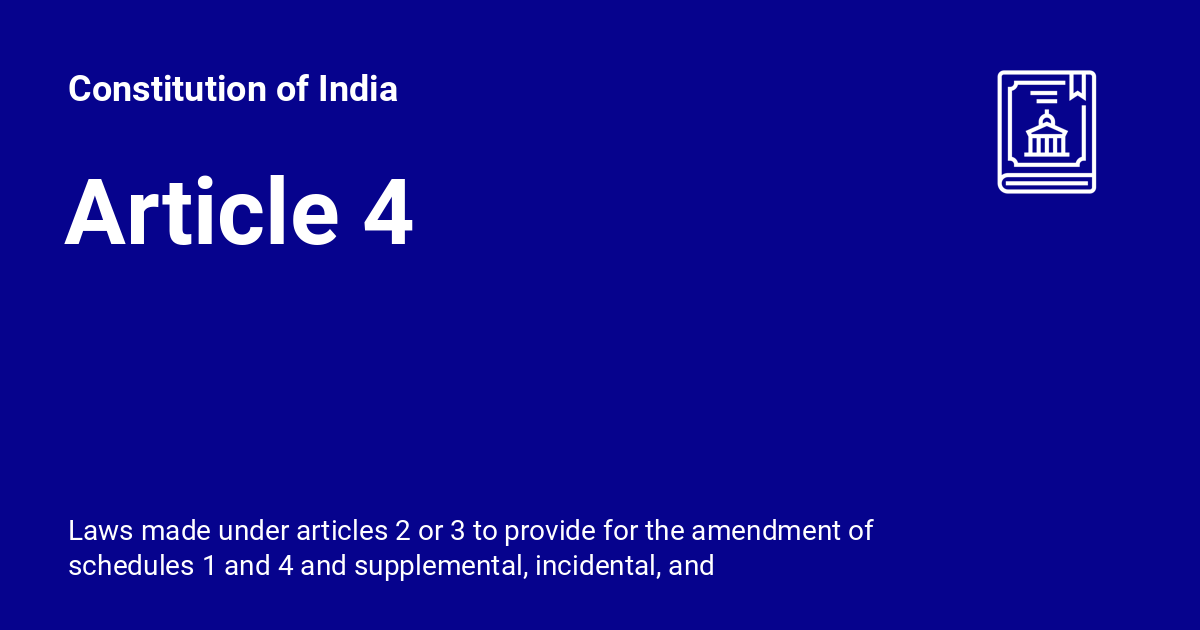 Constitution of India
Article 4
Laws made under articles 2 or 3 to provide for the amendment of
schedules 1 and 4 and supplemental, incidental, and